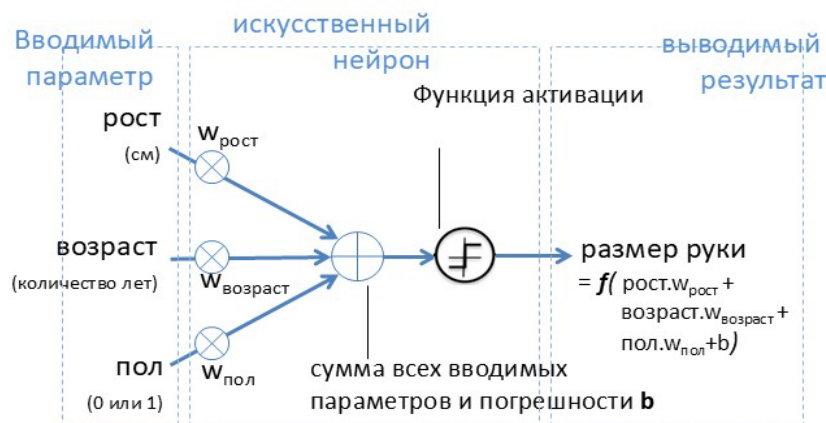 Вводимый
параметр
искусственный
нейрон
выводимый
результат
Функция активации
рост
(см)
wрост
возраст
(количество лет)
wвозраст
пол
(0 или 1)
wпол
сумма всех вводимых
параметров и погрешности b
размер руки
= f( рост.wрост +
возраст.wвозраст +
пол.wпол+b)